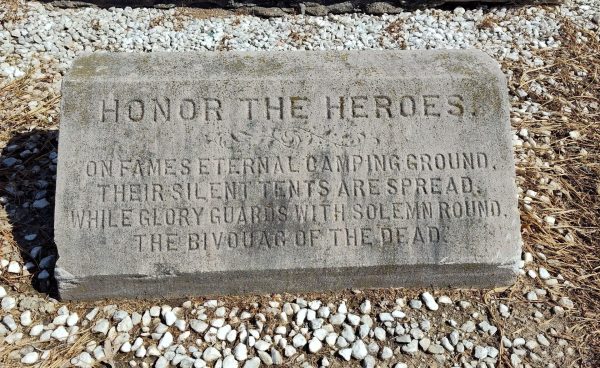 HONOR THE HEROES.
ON FAMES ETERNAL CAMPING GROUND.
THEIR SILENT TENTS ARE SPREAD.
WHILE GLORY GUARDS WITH SOLEMN ROUND.
THE BIVOUAC OF THE DEAD.